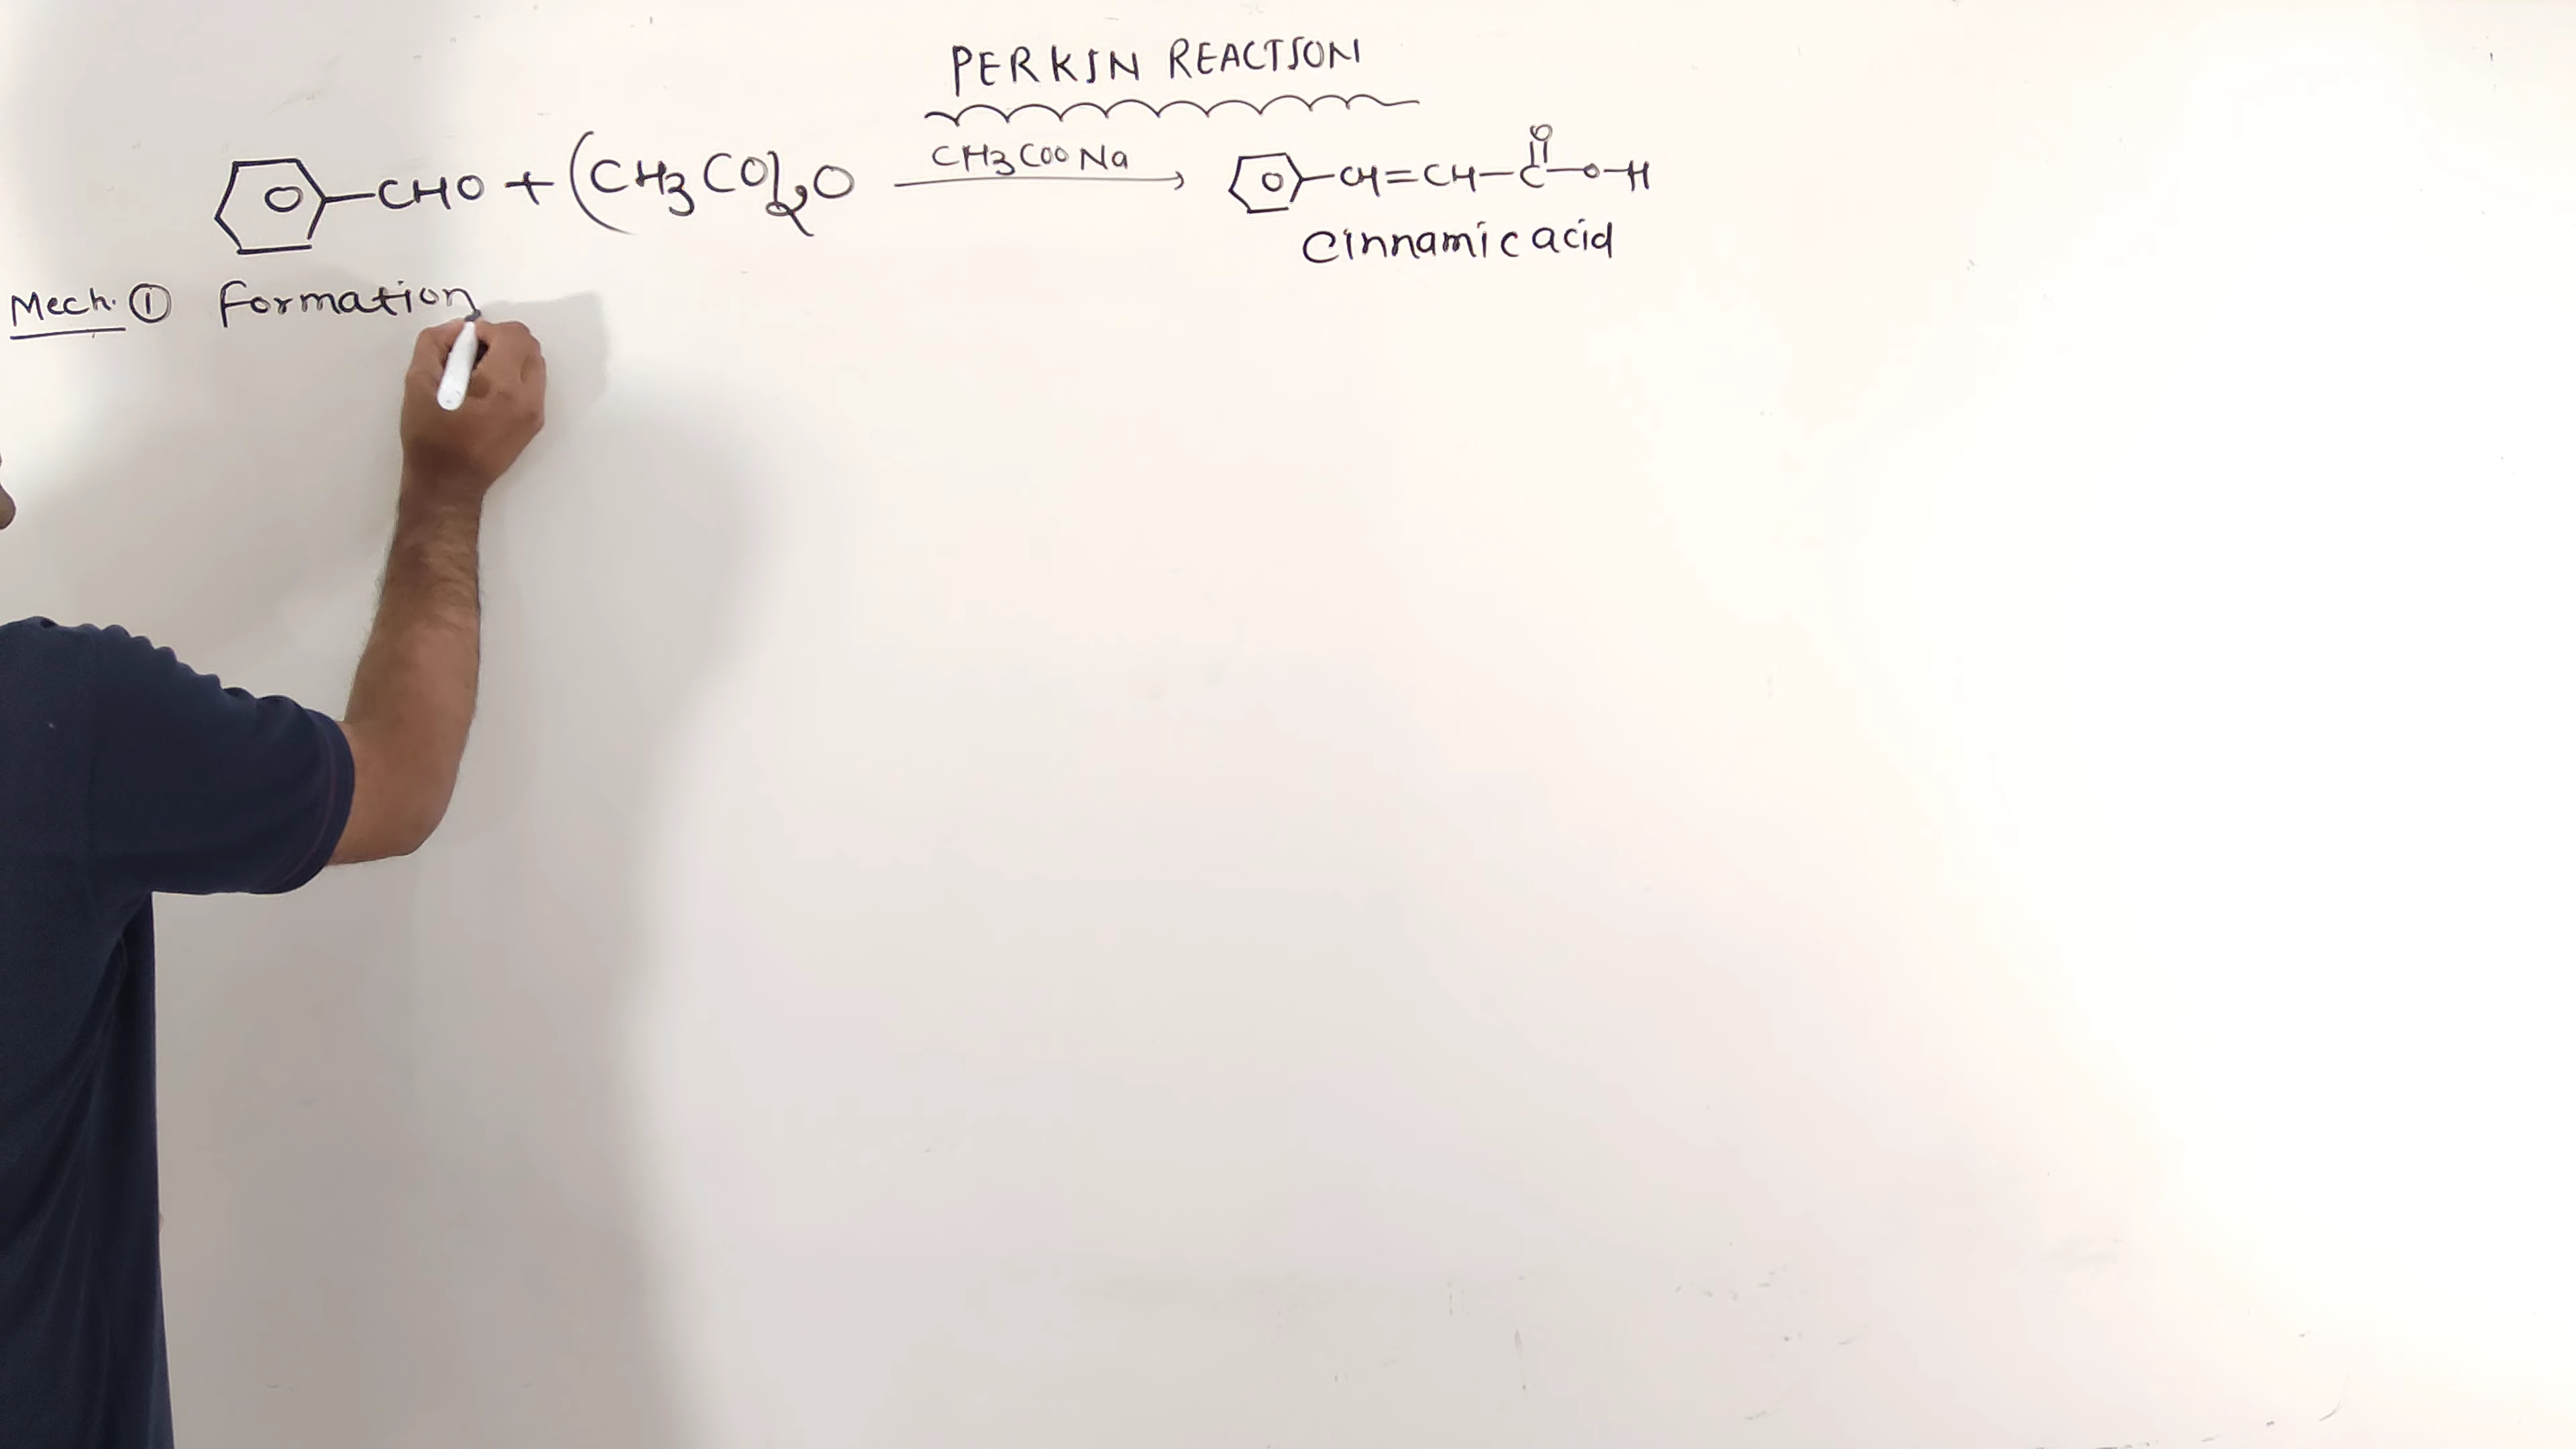 PERKIN REACTION
CHO + (CH3CO)2O CH3COONa CH=CH-C-O-H
O
Cinnamic acid
Mech. ① Formation